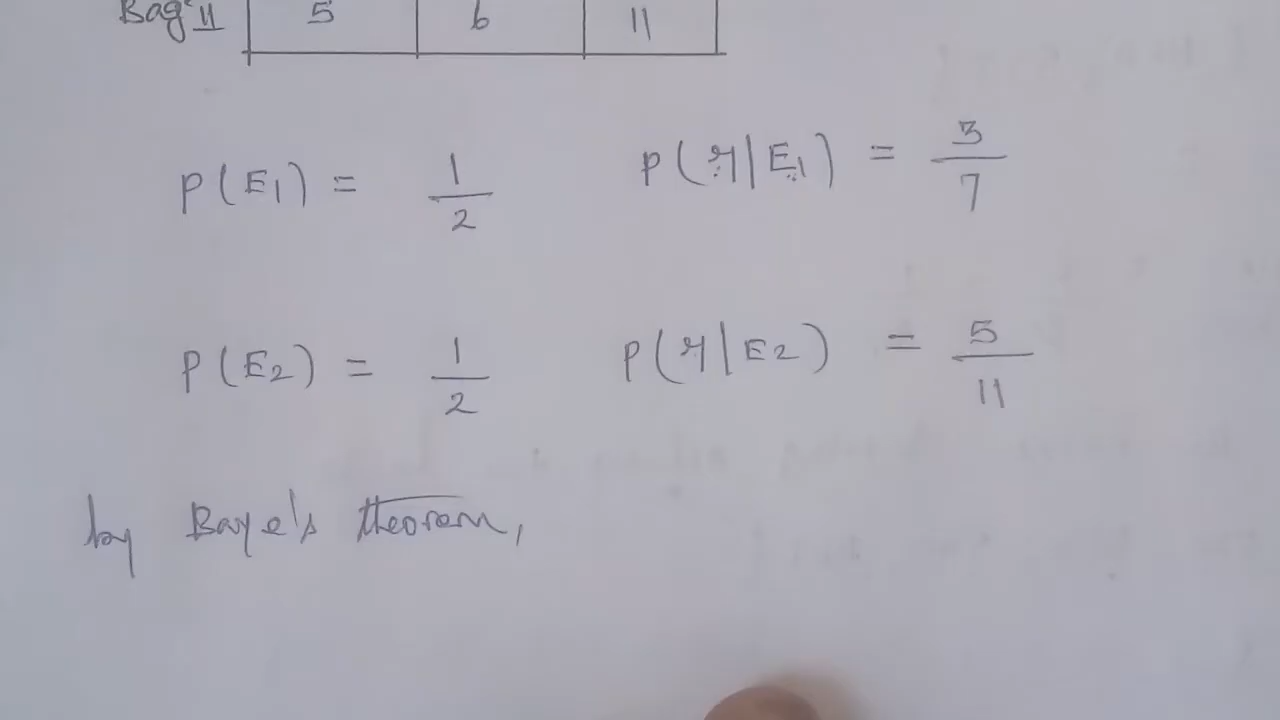 Bag II 5 6 11
P(E1) = 1/2 P(r|E1) = 3/7
P(E2) = 1/2 P(r|E2) = 5/11
by Baye's theorem,